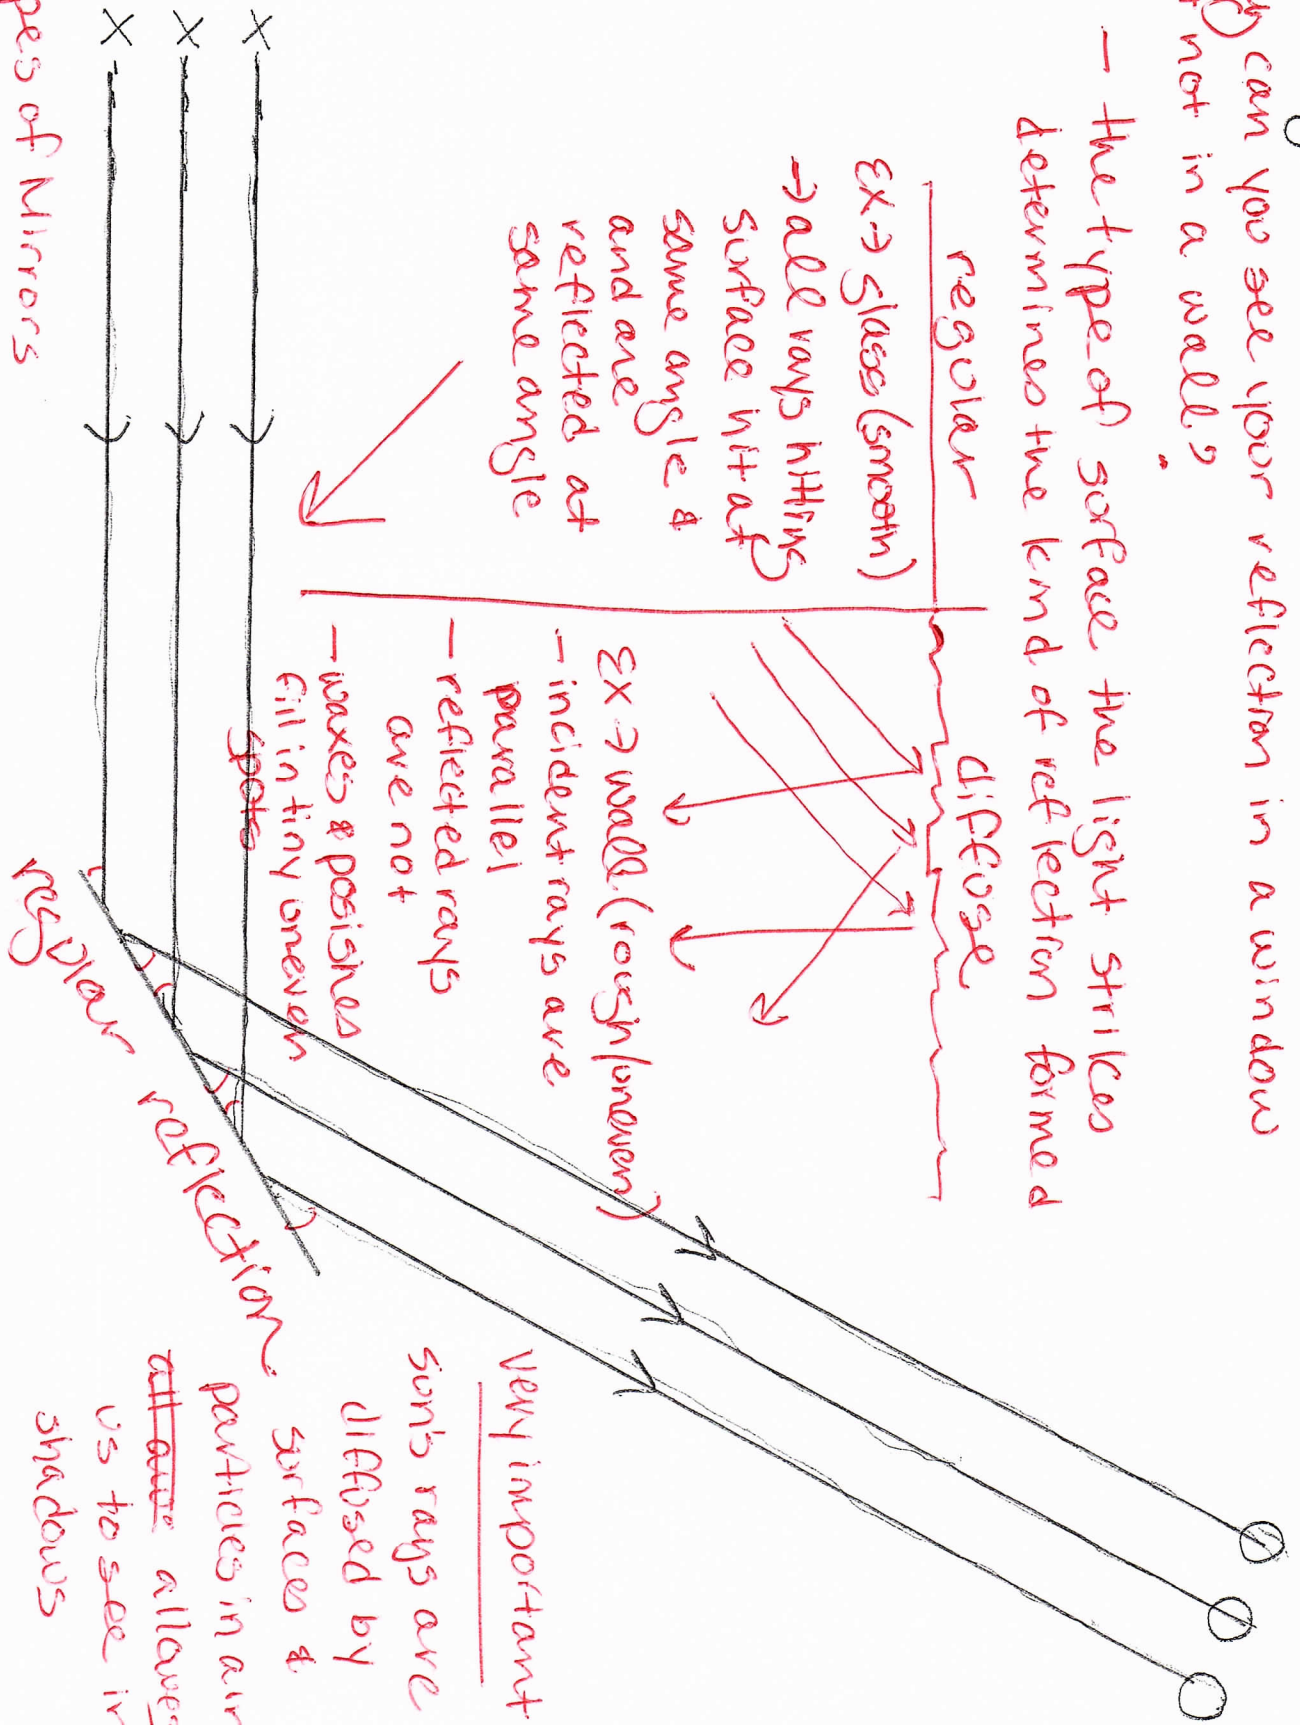 can you see your reflection in a window
not in a wall?
- the type of surface the light strikes
determines the kind of reflection formed
regular
Ex → glass (smooth)
→ all rays hitting
surface hit at
same angle &
and are
reflected at
same angle
diffuse
Ex → wall (rough/uneven)
- incident rays are
parallel
- reflected rays
are not
- waxes & posishes
fill in tiny uneven
spots
X
X
X
regular reflection
very important
sun's rays are
diffused by
surfaces &
particles in air
allows
us to see in
shadows
pes of Mirrors